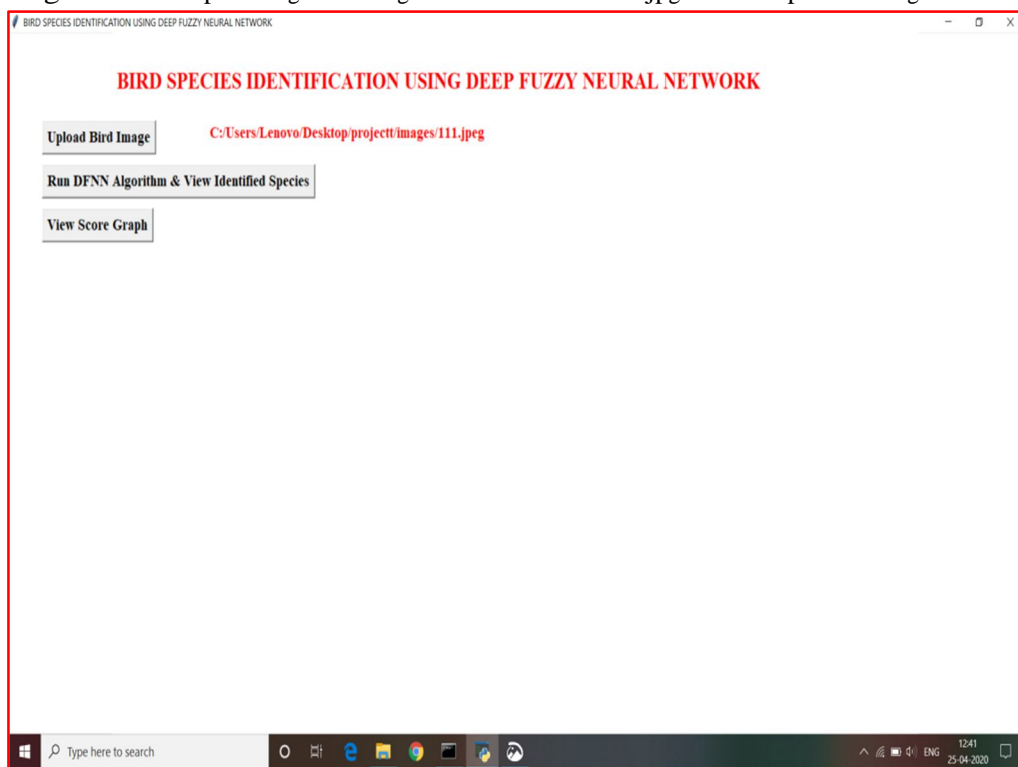 BIRD SPECIES IDENTIFICATION USING DEEP FUZZY NEURAL NETWORK
BIRD SPECIES IDENTIFICATION USING DEEP FUZZY NEURAL NETWORK
Upload Bird Image
C:/Users/Lenovo/Desktop/projectt/images/111.jpeg
Run DFNN Algorithm & View Identified Species
View Score Graph
Type here to search
ENG
12:41
25-04-2020